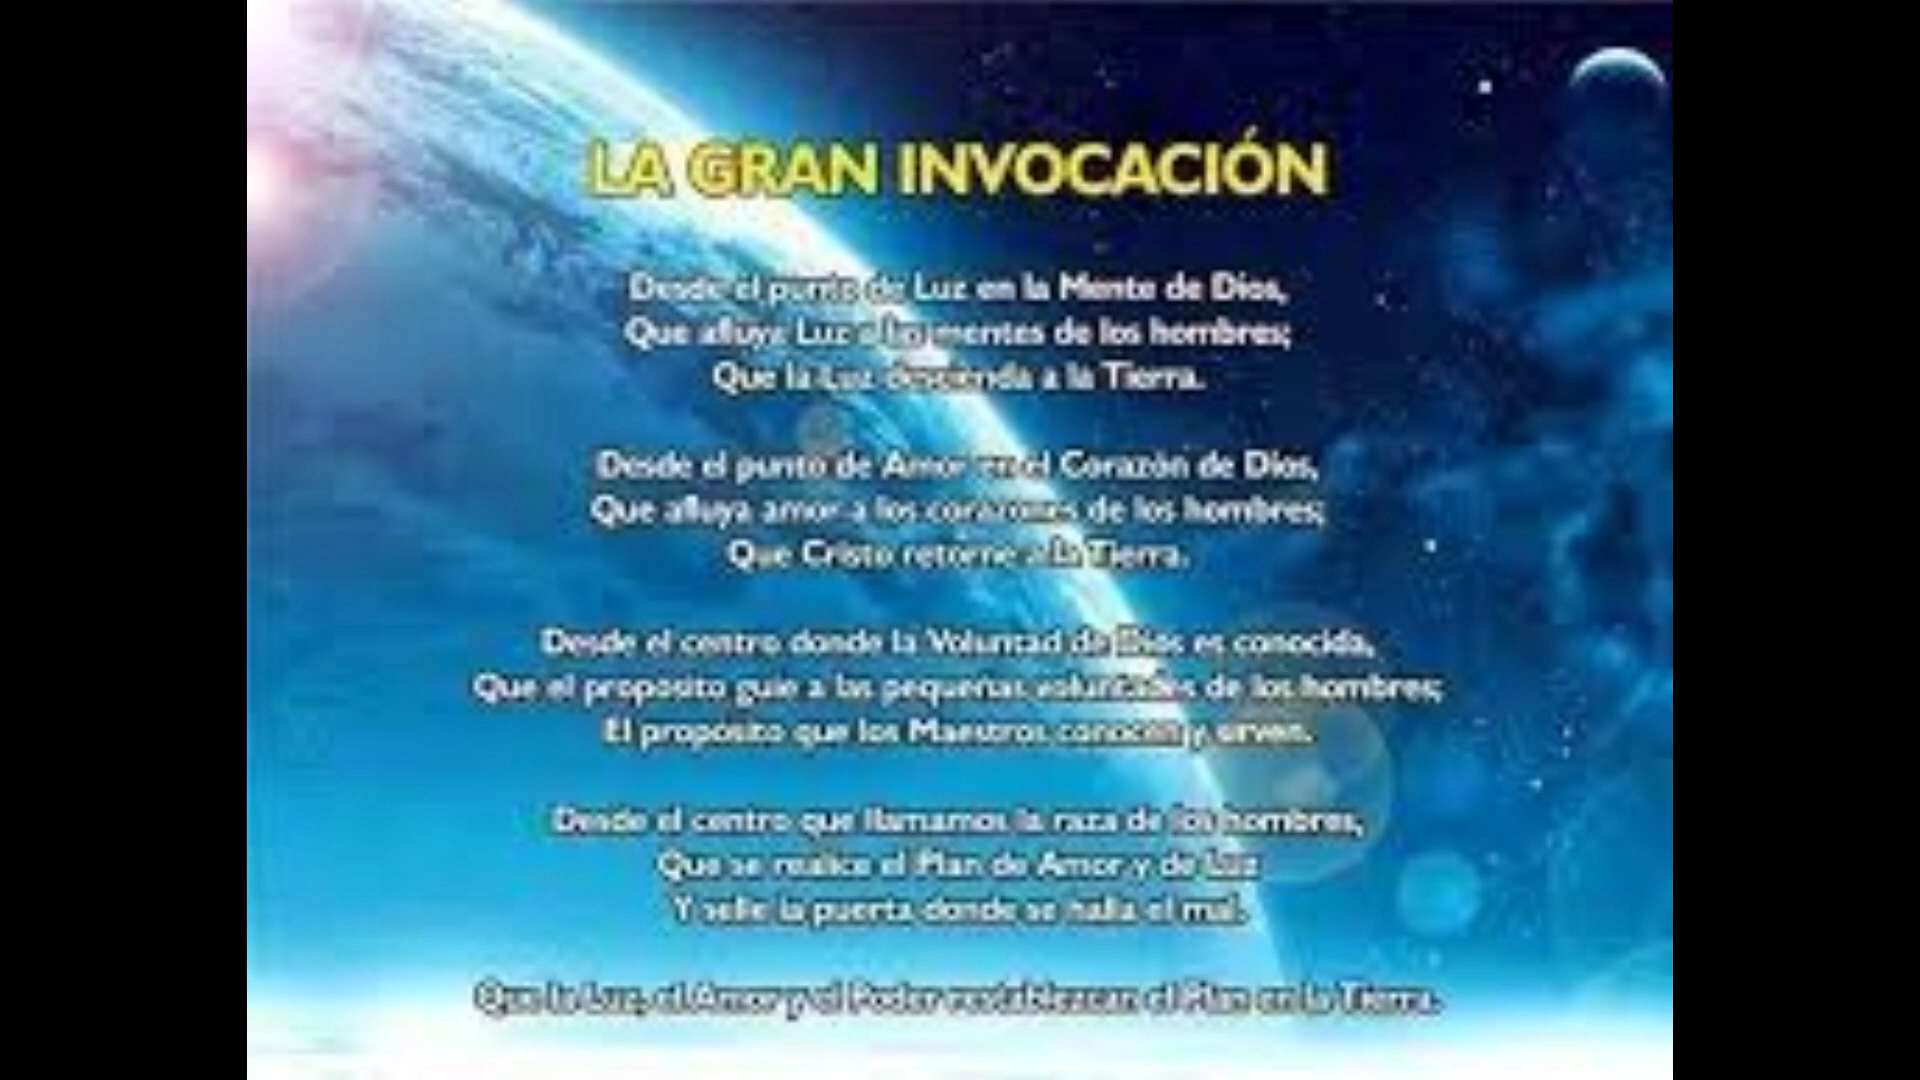 LA GRAN INVOCACIÓN
Desde el punto de Luz en la Mente de Dios,
Que afluya Luz a las mentes de los hombres;
Que la Luz descienda a la Tierra.
Desde el punto de Amor en el Corazón de Dios,
Que afluya amor a los corazones de los hombres;
Que Cristo retorne a la Tierra.
Desde el centro donde la Voluntad de Dios es conocida,
Que el propósito guíe a las pequeñas voluntades de los hombres;
El propósito que los Maestros conocen y sirven.
Desde el centro que llamamos la raza de los hombres,
Que se realice el Plan de Amor y de Luz
Y selle la puerta donde se halla el mal.
Que la Luz, el Amor y el Poder restablezcan el Plan en la Tierra.